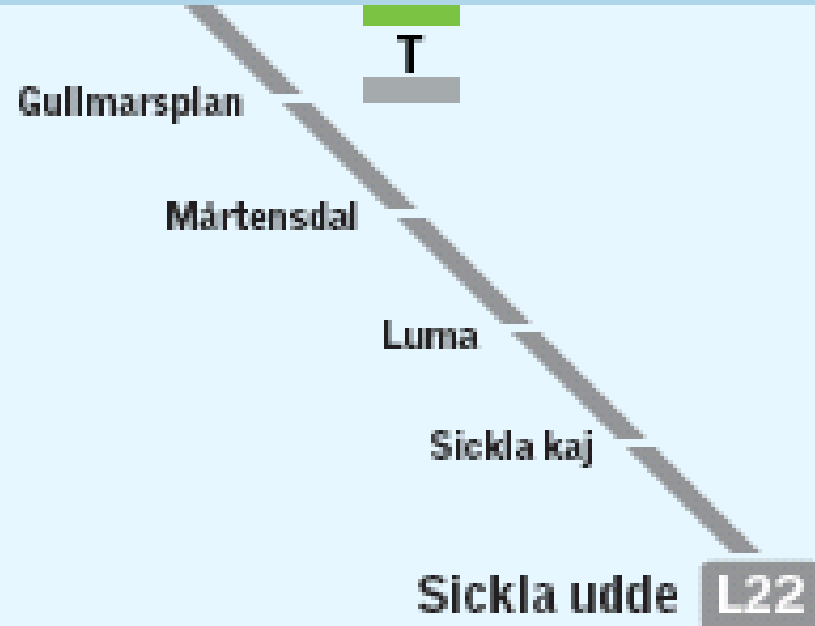 T
Gullmarsplan
Mårtensdal
Luma
Sickla kaj
Sickla udde L22